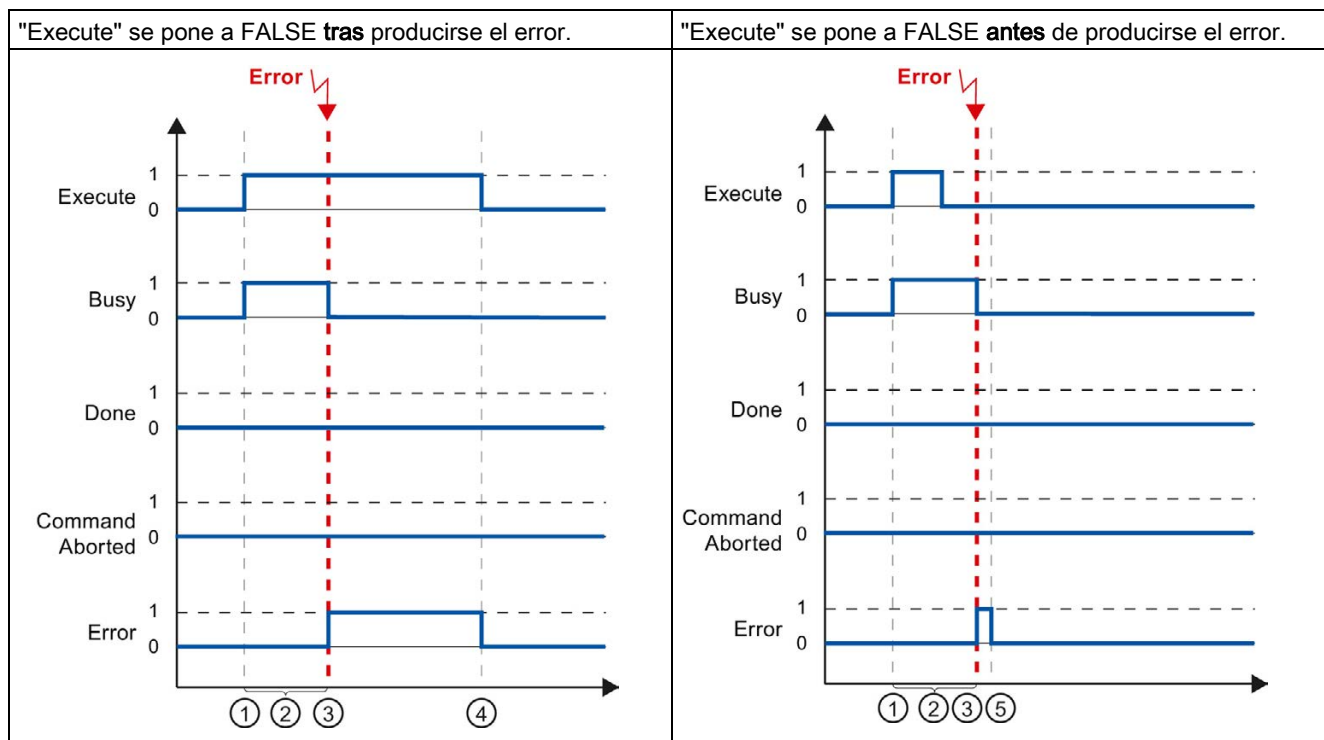 "Execute" se pone a FALSE tras producirse el error.
Error
1
Execute
0
1
Busy
0
1
Done
0
1
Command
Aborted
0
1
Error
0
① ② ③ ④
"Execute" se pone a FALSE antes de producirse el error.
Error
1
Execute
0
1
Busy
0
1
Done
0
1
Command
Aborted
0
1
Error
0
① ② ③ ⑤